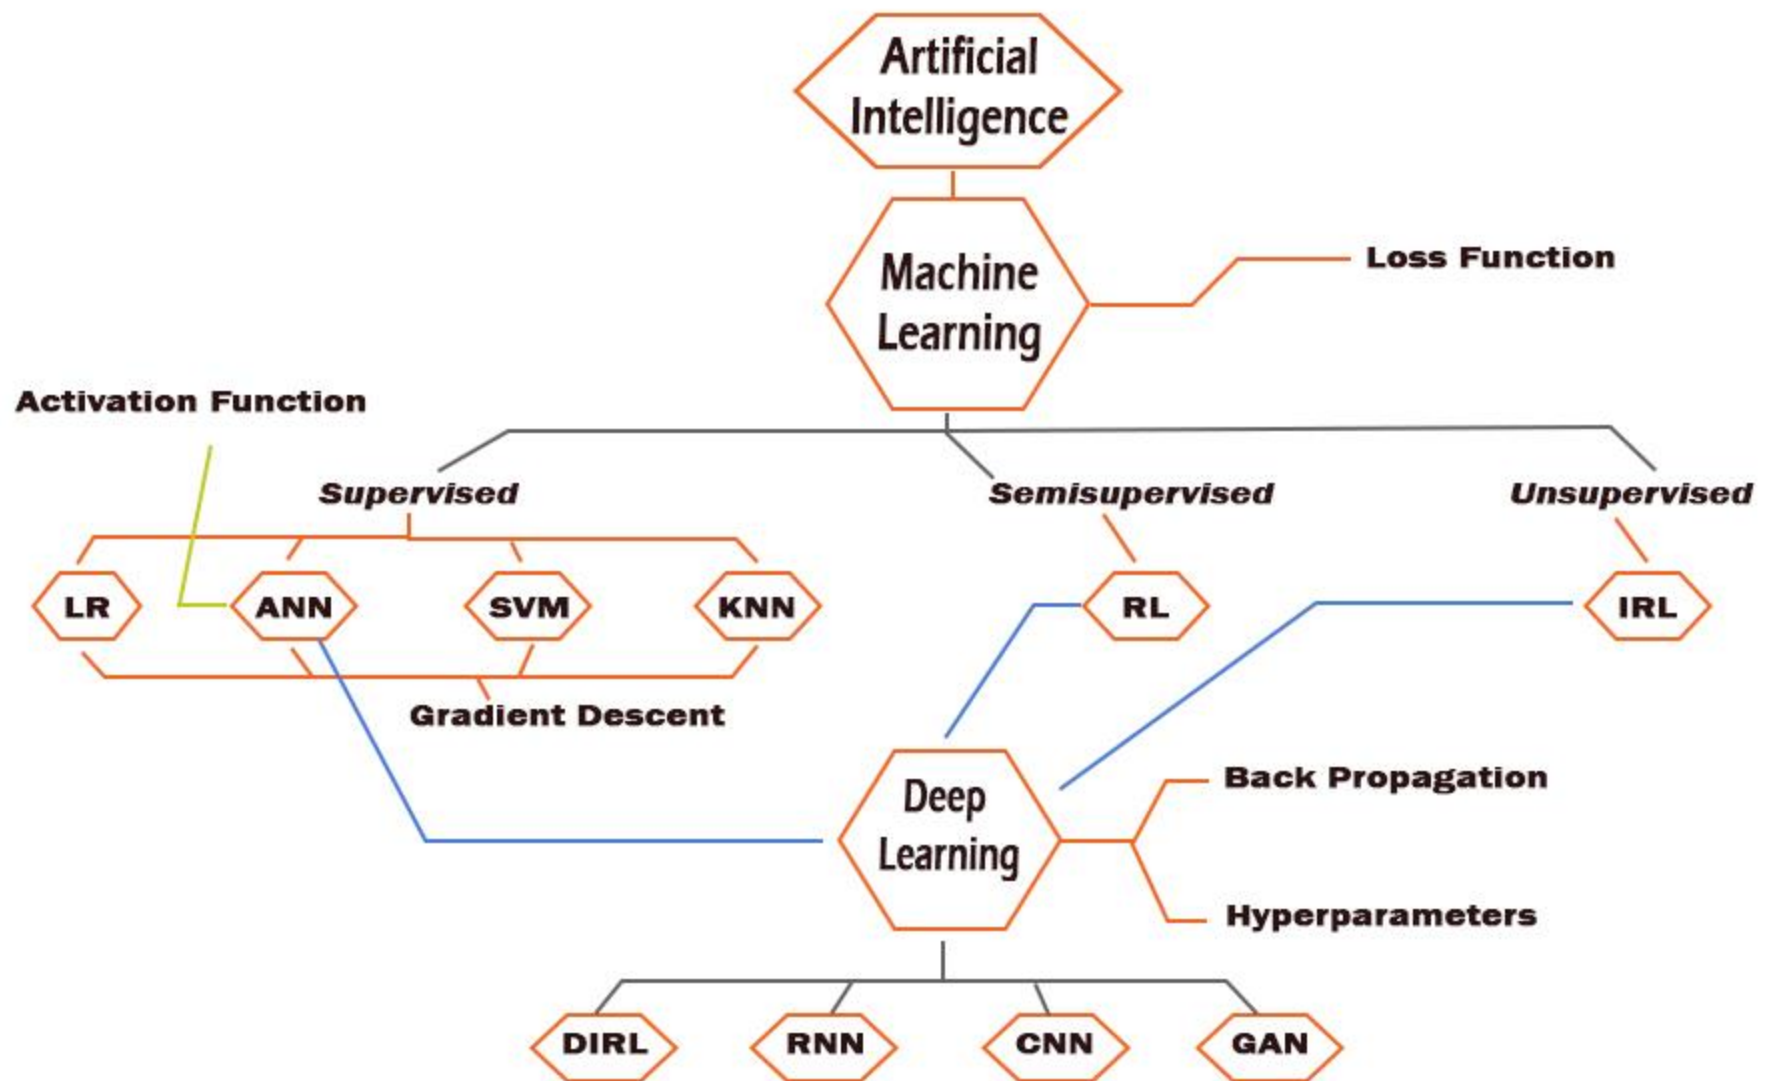 Artificial
Intelligence
Machine
Learning
Loss Function
Activation Function
Supervised
Semisupervised
Unsupervised
LR
ANN
SVM
KNN
RL
IRL
Gradient Descent
Deep
Learning
Back Propagation
Hyperparameters
DIRL
RNN
CNN
GAN